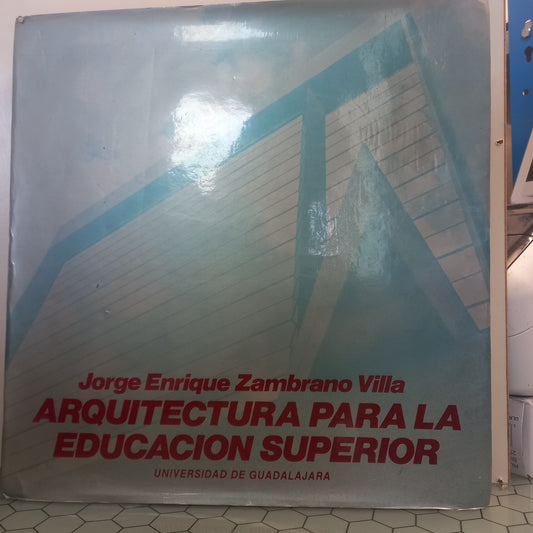 Jorge Enrique Zambrano Villa
ARQUITECTURA PARA LA
EDUCACION SUPERIOR
UNIVERSIDAD DE GUADALAJARA